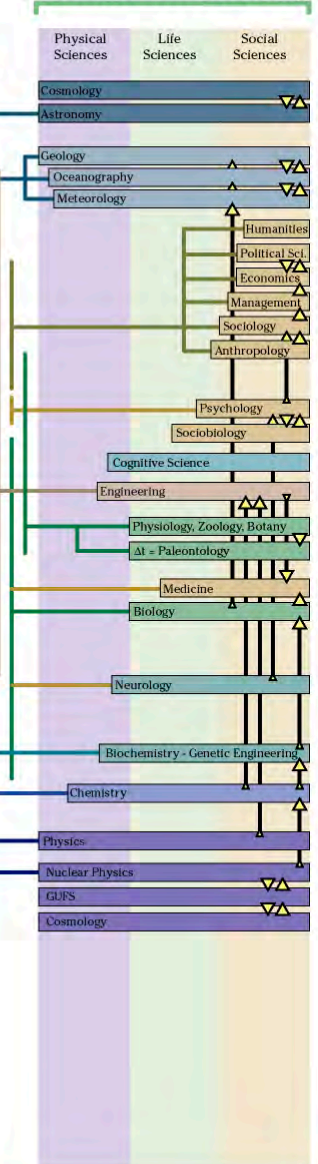 Physical Sciences
Life Sciences
Social Sciences
Cosmology
Astronomy
Geology
Oceanography
Meteorology
Humanities
Political Sci.
Economics
Management
Sociology
Anthropology
Psychology
Sociobiology
Cognitive Science
Engineering
Physiology, Zoology, Botany
Δt = Paleontology
Medicine
Biology
Neurology
Biochemistry - Genetic Engineering
Chemistry
Physics
Nuclear Physics
GUFS
Cosmology